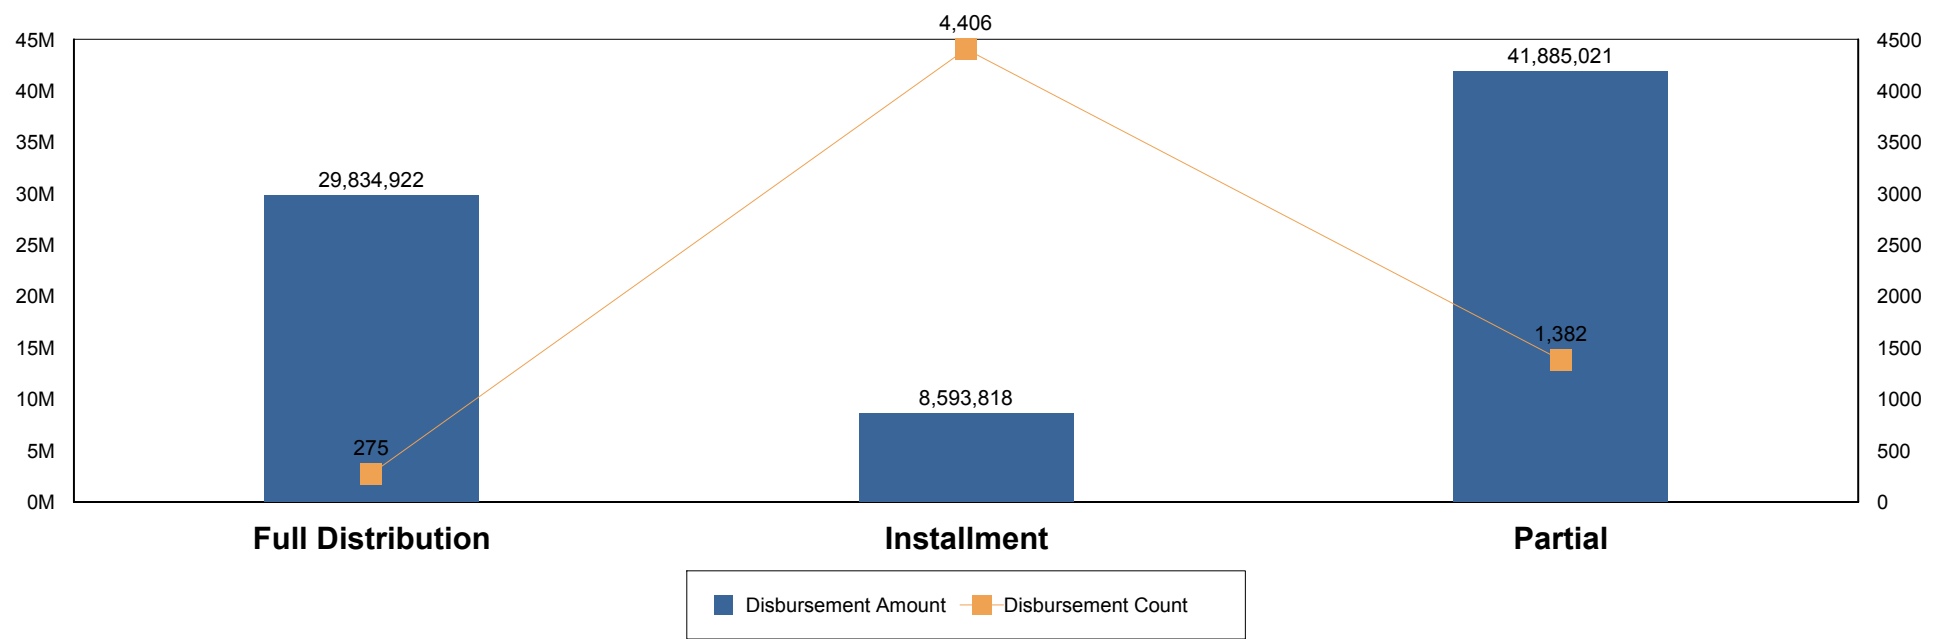 4,406
45M
4500
41,885,021
40M
4000
35M
3500
29,834,922
30M
3000
25M
2500
20M
2000
1,382
15M
1500
8,593,818
10M
1000
275
5M
500
0M
0
Full Distribution
Installment
Partial
Disbursement Amount
Disbursement Count